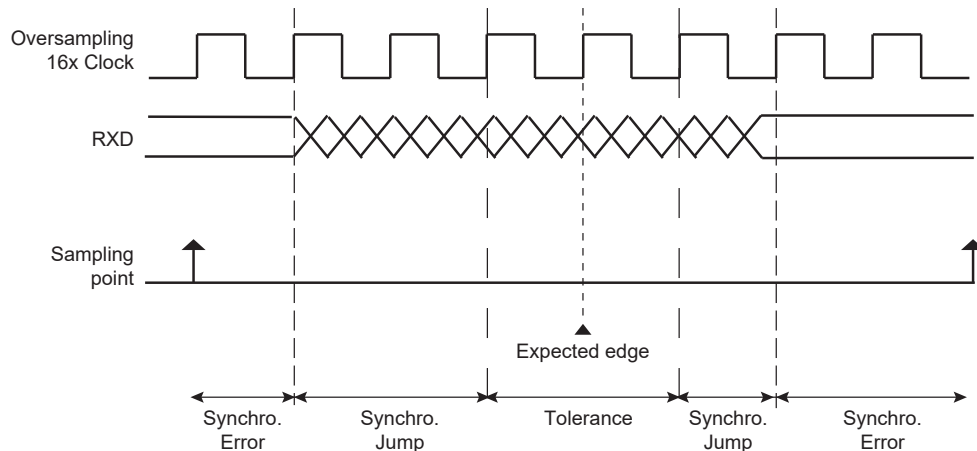 Oversampling
16x Clock
RXD
Sampling
point
Expected edge
Synchro.
Error
Synchro.
Jump
Tolerance
Synchro.
Jump
Synchro.
Error